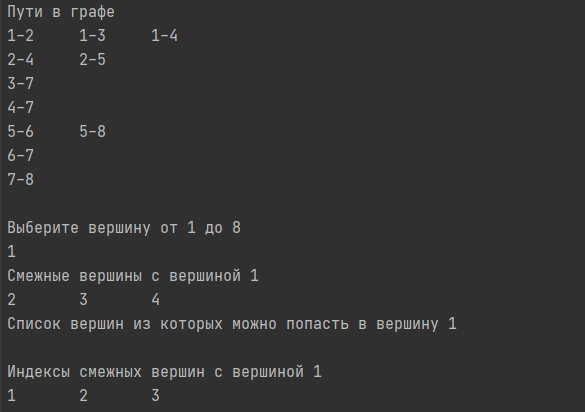 Пути в графе
1-2 1-3 1-4
2-4 2-5
3-7
4-7
5-6 5-8
6-7
7-8
Выберите вершину от 1 до 8
1
Смежные вершины с вершиной 1
2 3 4
Список вершин из которых можно попасть в вершину 1
Индексы смежных вершин с вершиной 1
1 2 3